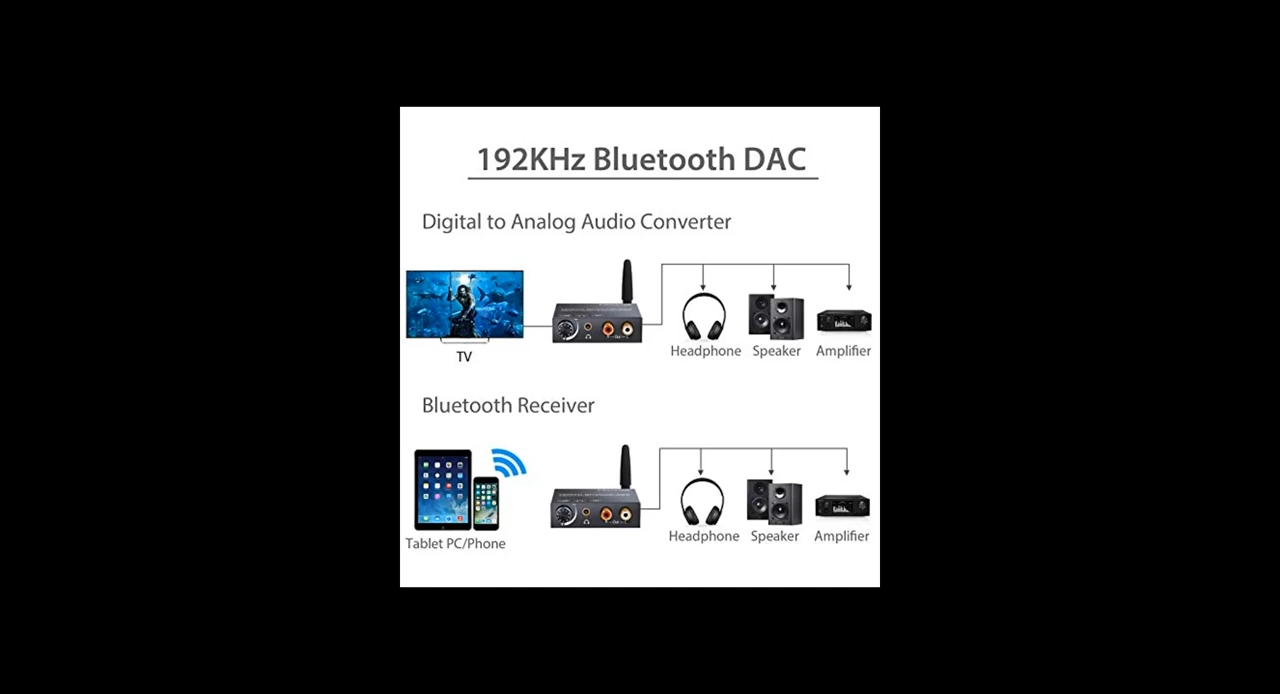 192KHz Bluetooth DAC
Digital to Analog Audio Converter
TV
Headphone Speaker Amplifier
Bluetooth Receiver
Tablet PC/Phone
Headphone Speaker Amplifier